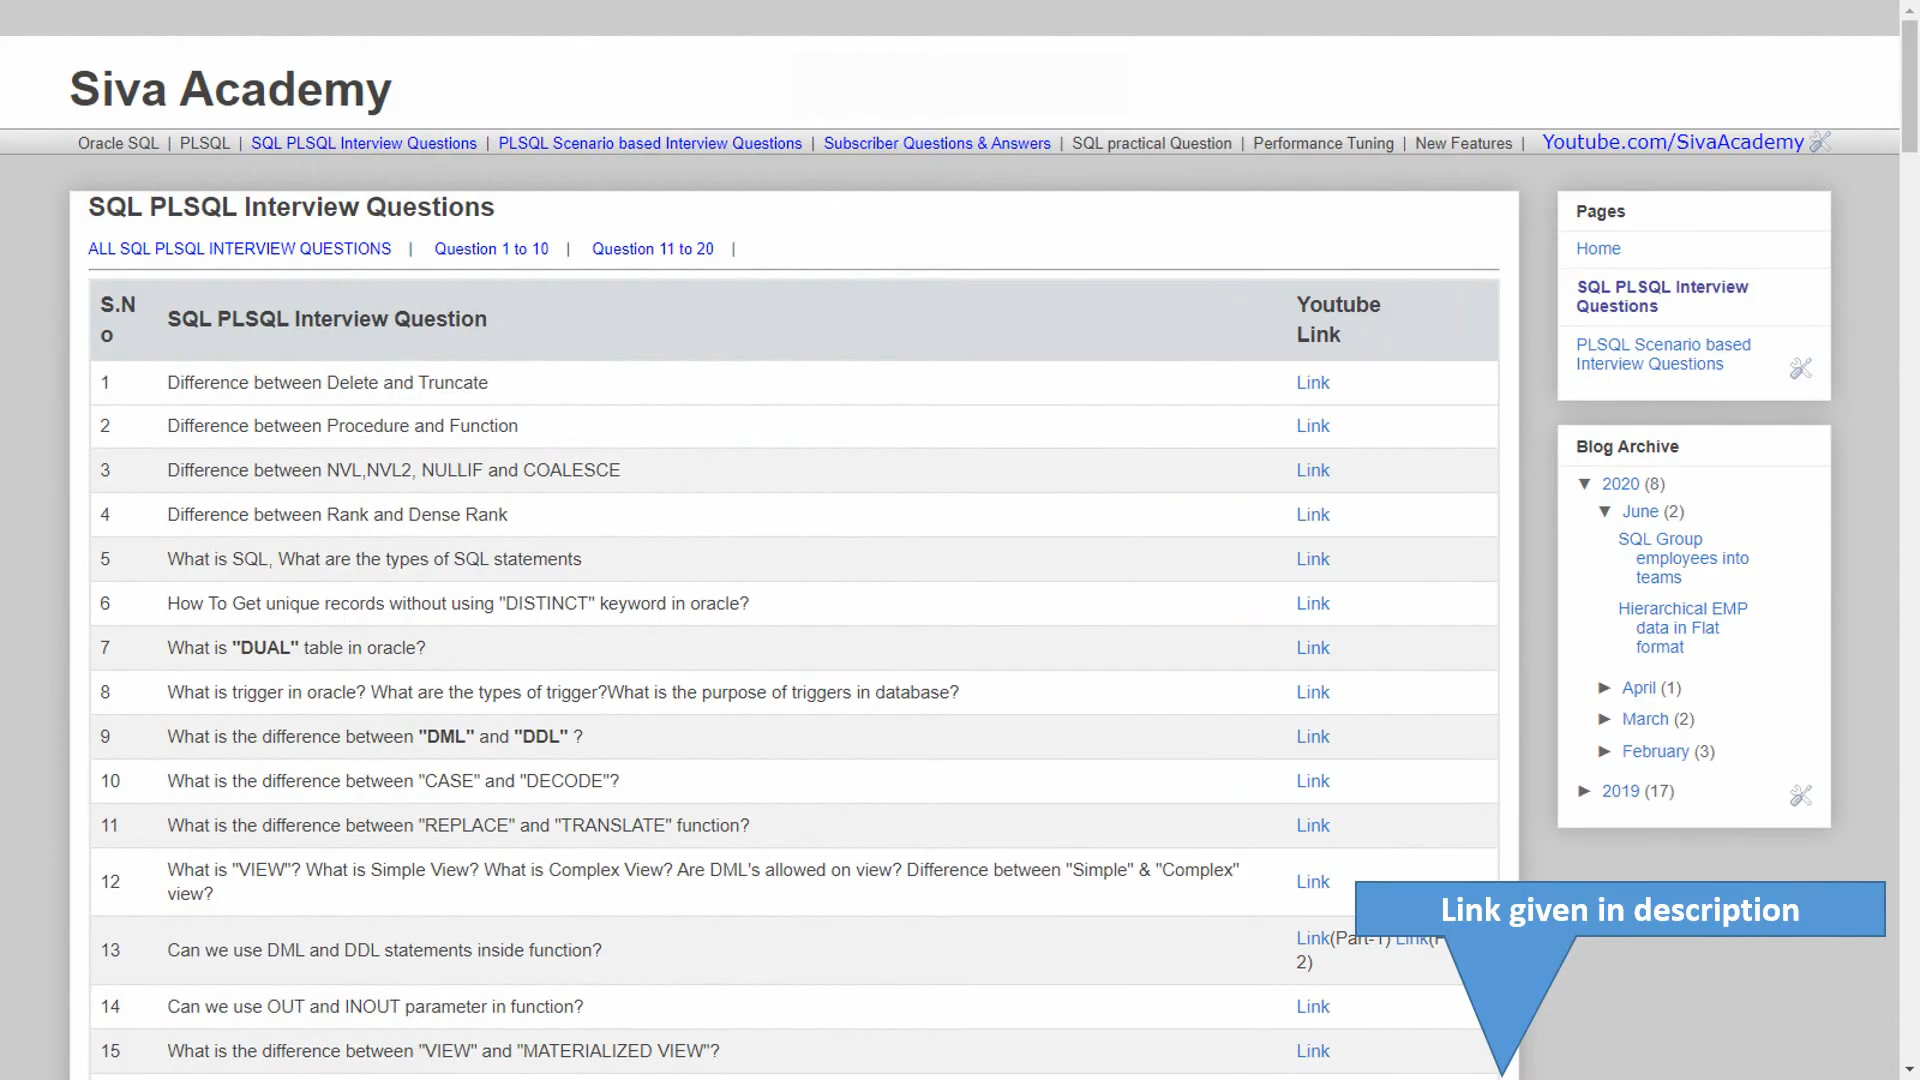 Siva Academy
Oracle SQL | PLSQL | SQL PLSQL Interview Questions | PLSQL Scenario based Interview Questions | Subscriber Questions & Answers | SQL practical Question | Performance Tuning | New Features | Youtube.com/SivaAcademy
SQL PLSQL Interview Questions
ALL SQL PLSQL INTERVIEW QUESTIONS | Question 1 to 10 | Question 11 to 20 |
S.N
o
SQL PLSQL Interview Question
Youtube
Link
1 Difference between Delete and Truncate Link
2 Difference between Procedure and Function Link
3 Difference between NVL,NVL2, NULLIF and COALESCE Link
4 Difference between Rank and Dense Rank Link
5 What is SQL, What are the types of SQL statements Link
6 How To Get unique records without using "DISTINCT" keyword in oracle? Link
7 What is "DUAL" table in oracle? Link
8 What is trigger in oracle? What are the types of trigger?What is the purpose of triggers in database? Link
9 What is the difference between "DML" and "DDL" ? Link
10 What is the difference between "CASE" and "DECODE"? Link
11 What is the difference between "REPLACE" and "TRANSLATE" function? Link
12 What is "VIEW"? What is Simple View? What is Complex View? Are DML's allowed on view? Difference between "Simple" & "Complex"
view? Link
13 Can we use DML and DDL statements inside function? Link(Part-1) Link(P
2)
14 Can we use OUT and INOUT parameter in function? Link
15 What is the difference between "VIEW" and "MATERIALIZED VIEW"? Link
Pages
Home
SQL PLSQL Interview
Questions
PLSQL Scenario based
Interview Questions
Blog Archive
▼ 2020 (8)
▼ June (2)
SQL Group
employees into
teams
Hierarchical EMP
data in Flat
format
► April (1)
► March (2)
► February (3)
► 2019 (17)
Link given in description